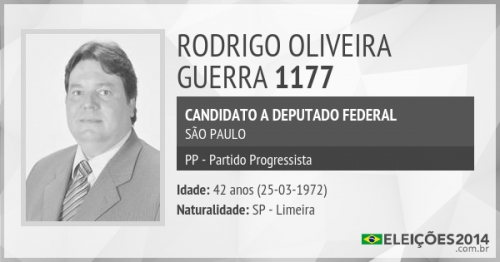 RODRIGO OLIVEIRA
GUERRA 1177
CANDIDATO A DEPUTADO FEDERAL
SÃO PAULO
PP - Partido Progressista
Idade: 42 anos (25-03-1972)
Naturalidade: SP - Limeira
ELEIÇÕES2014
.com.br